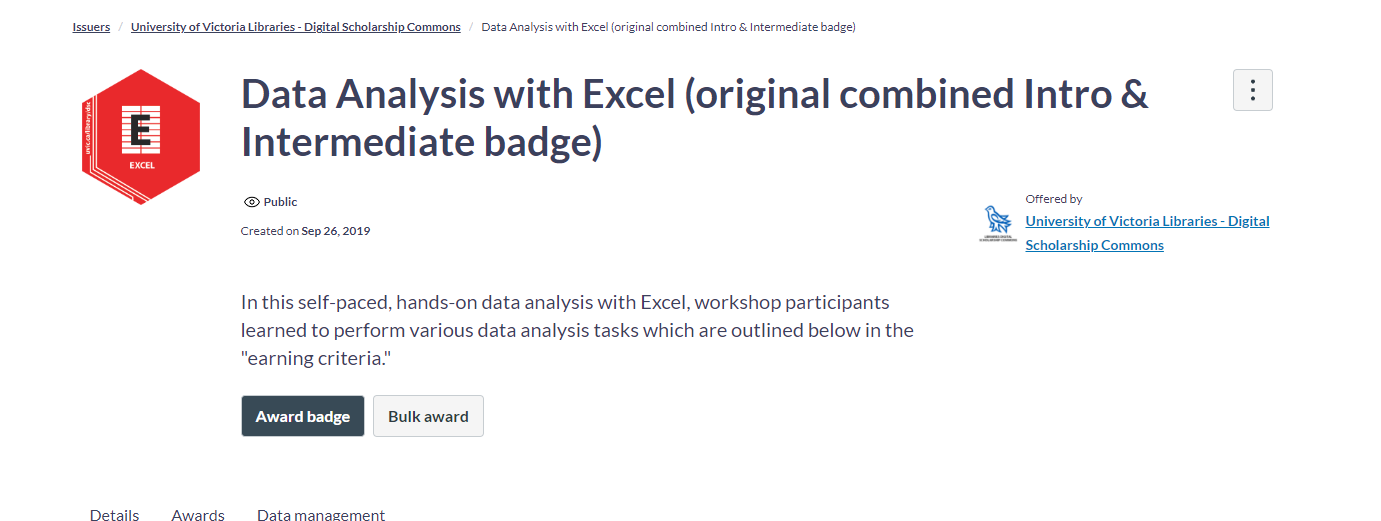 Issuers / University of Victoria Libraries - Digital Scholarship Commons / Data Analysis with Excel (original combined Intro & Intermediate badge)
uvic.ca/library/dsc
E
EXCEL
Data Analysis with Excel (original combined Intro &
Intermediate badge)
Public
Created on Sep 26, 2019
Offered by
University of Victoria Libraries - Digital
Scholarship Commons
In this self-paced, hands-on data analysis with Excel, workshop participants
learned to perform various data analysis tasks which are outlined below in the
"earning criteria."
Award badge
Bulk award
Details
Awards
Data management